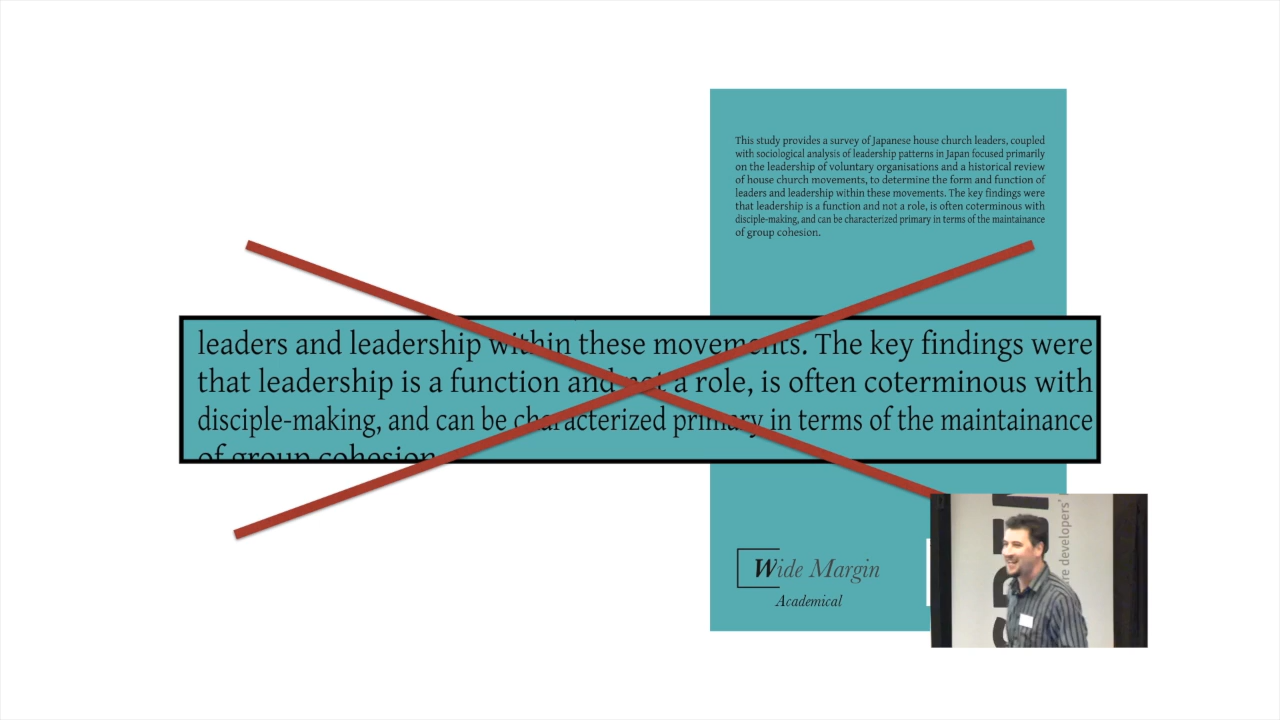 This study provides a survey of Japanese house church leaders, coupled
with sociological analysis of leadership patterns in Japan focused primarily
on the leadership of voluntary organisations and a historical review
of house church movements, to determine the form and function of
leaders and leadership within these movements. The key findings were
that leadership is a function and not a role, is often coterminous with
disciple-making, and can be characterized primary in terms of the maintainance
of group cohesion.
leaders and leadership within these movements. The key findings were
that leadership is a function and not a role, is often coterminous with
disciple-making, and can be characterized primary in terms of the maintainance
of group cohesion
Wide Margin
Academical
re developers'